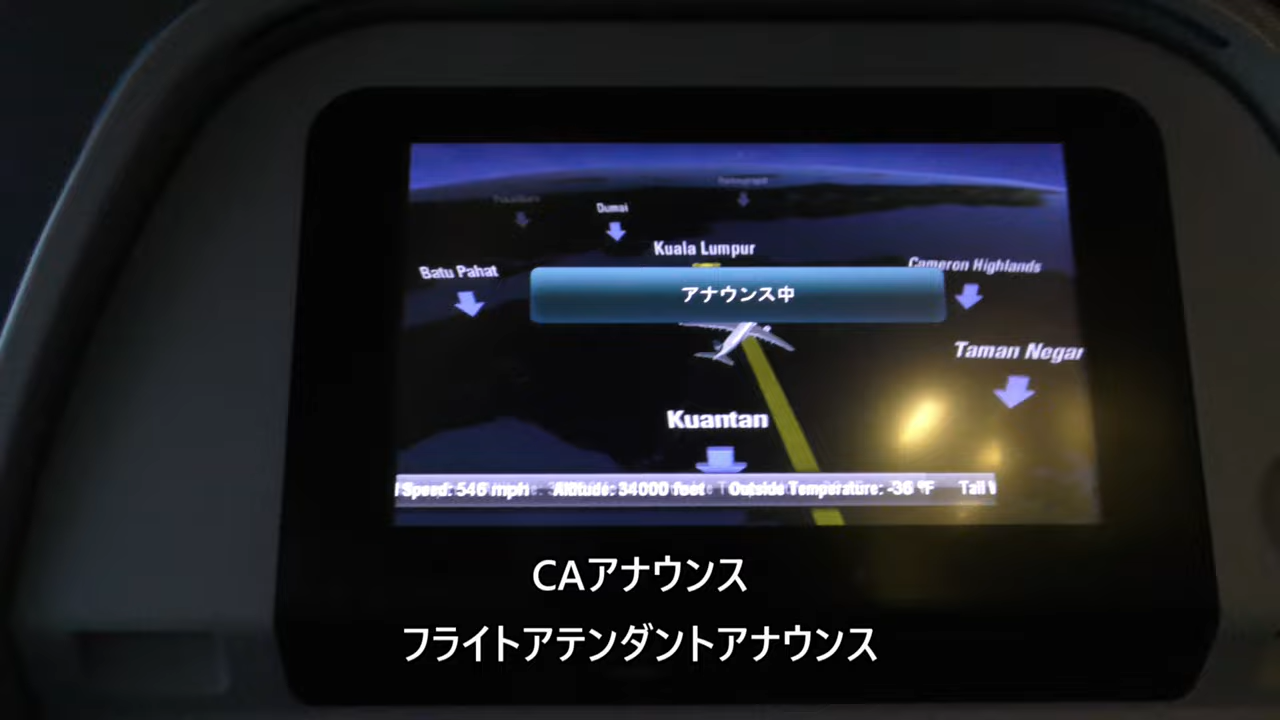 Dumai
Kuala Lumpur
Batu Pahat
Cameron Highlands
アナウンス中
Taman Negar
Kuantan
Speed: 546 mph Altitude: 34000 feet Outside Temperature: -36 °F Tail
CAアナウンス
フライトアテンダントアナウンス